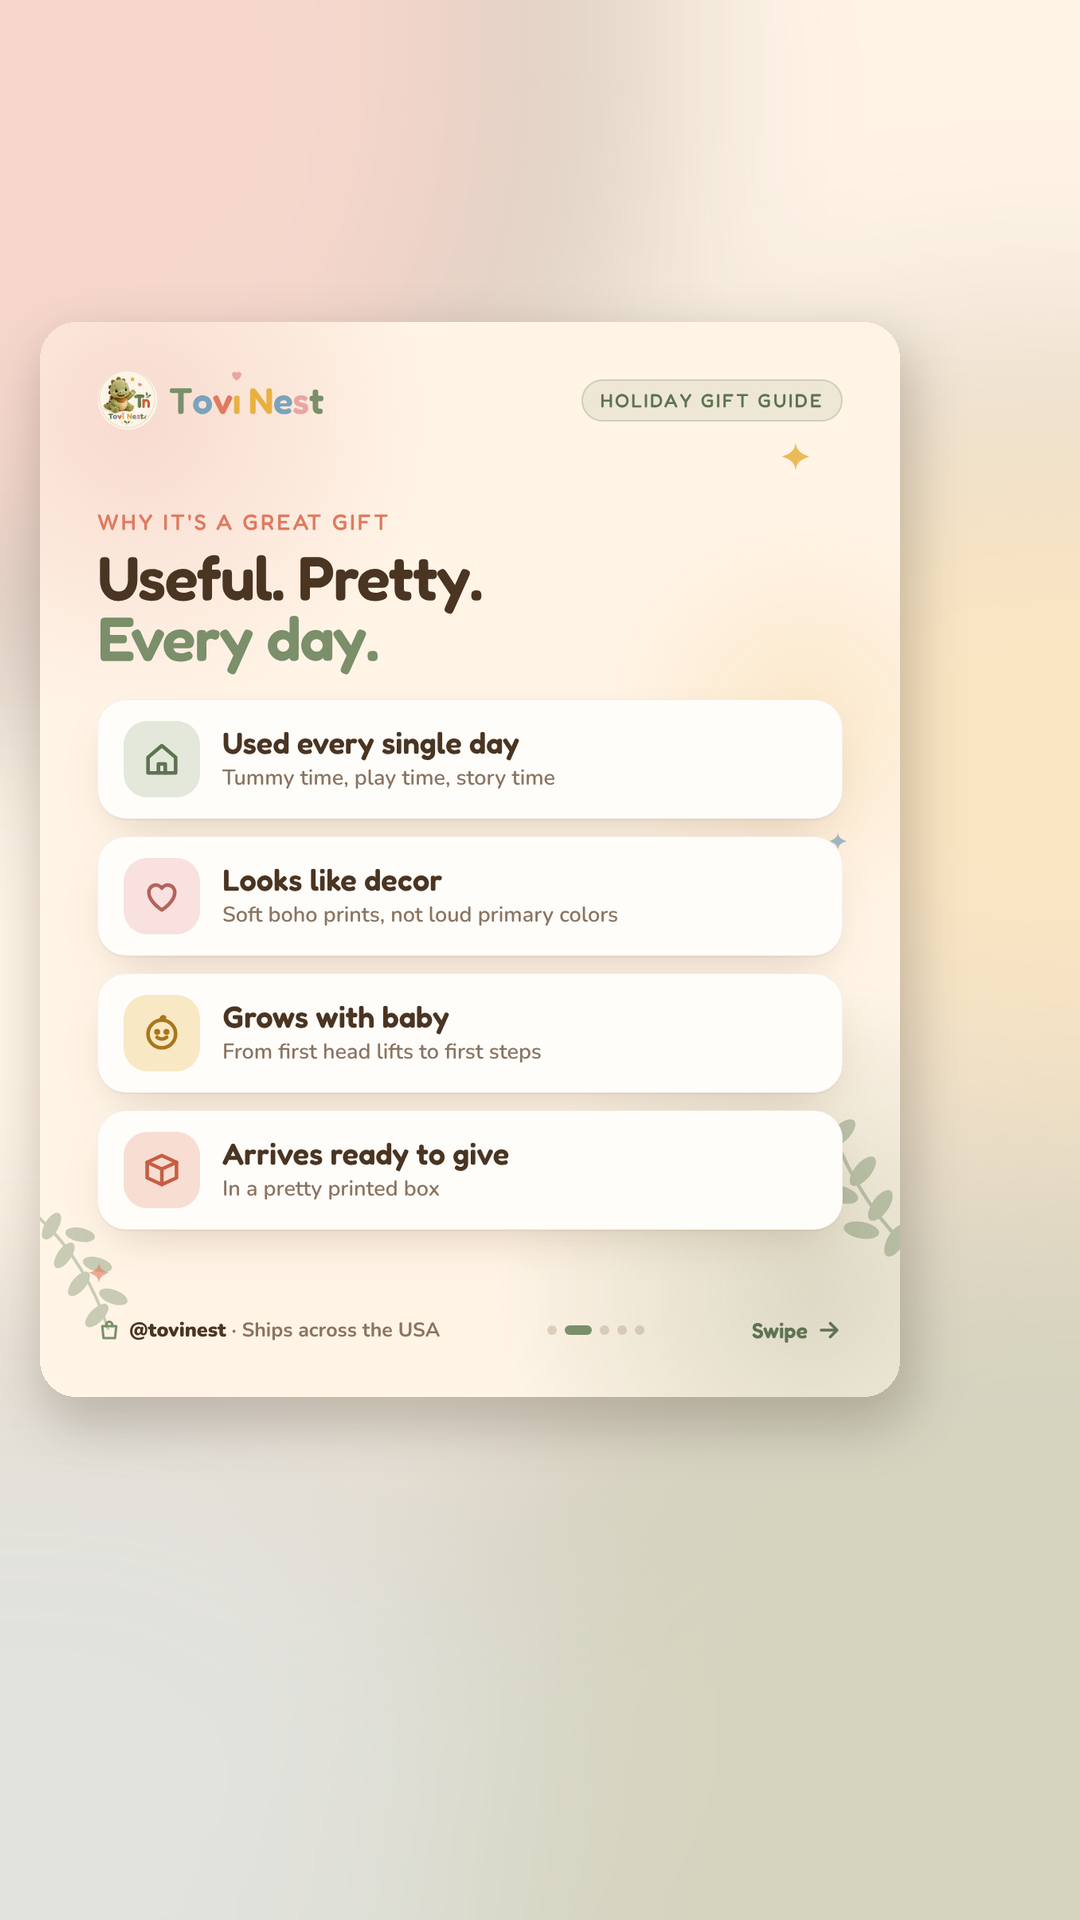 Tn
Tovi Nest
Tovi Nest
HOLIDAY GIFT GUIDE
WHY IT'S A GREAT GIFT
Useful. Pretty.
Every day.
Used every single day
Tummy time, play time, story time
Looks like decor
Soft boho prints, not loud primary colors
Grows with baby
From first head lifts to first steps
Arrives ready to give
In a pretty printed box
@tovinest · Ships across the USA
Swipe →